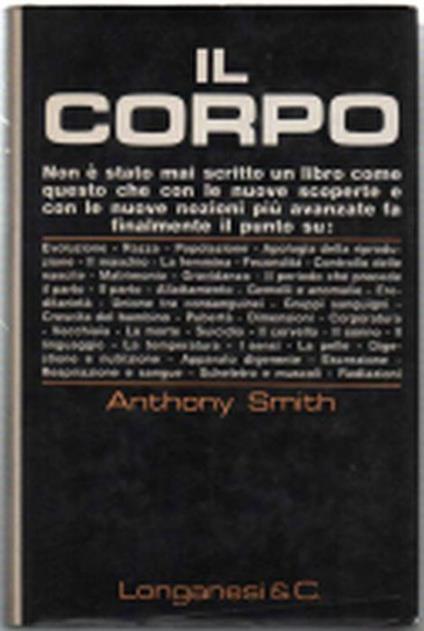 IL
CORPO
Non è stato mai scritto un libro come
questo che con le nuove scoperte e
con le nuove nozioni più avanzate fa
finalmente il punto su:
Evoluzione - Razza - Popolazione - Apologia della riprodu-
zione - Il maschio - La femmina - Fecondità - Controllo delle
nascite - Matrimonio - Gravidanza - Il periodo che precede
il parto - Il parto - Allattamento - Gemelli e anomalie - Ere-
ditarietà - Unione tra consanguinei - Gruppi sanguigni -
Crescita del bambino - Pubertà - Dimensioni - Corporatura
- Vecchiaia - La morte - Suicidio - Il cervello - Il sonno - Il
linguaggio - La temperatura - I sensi - La pelle - Dige-
stione e nutrizione - Apparato digerente - Escrezione -
Respirazione e sangue - Scheletro e muscoli - Radiazioni
Anthony Smith
Longanesi & C.